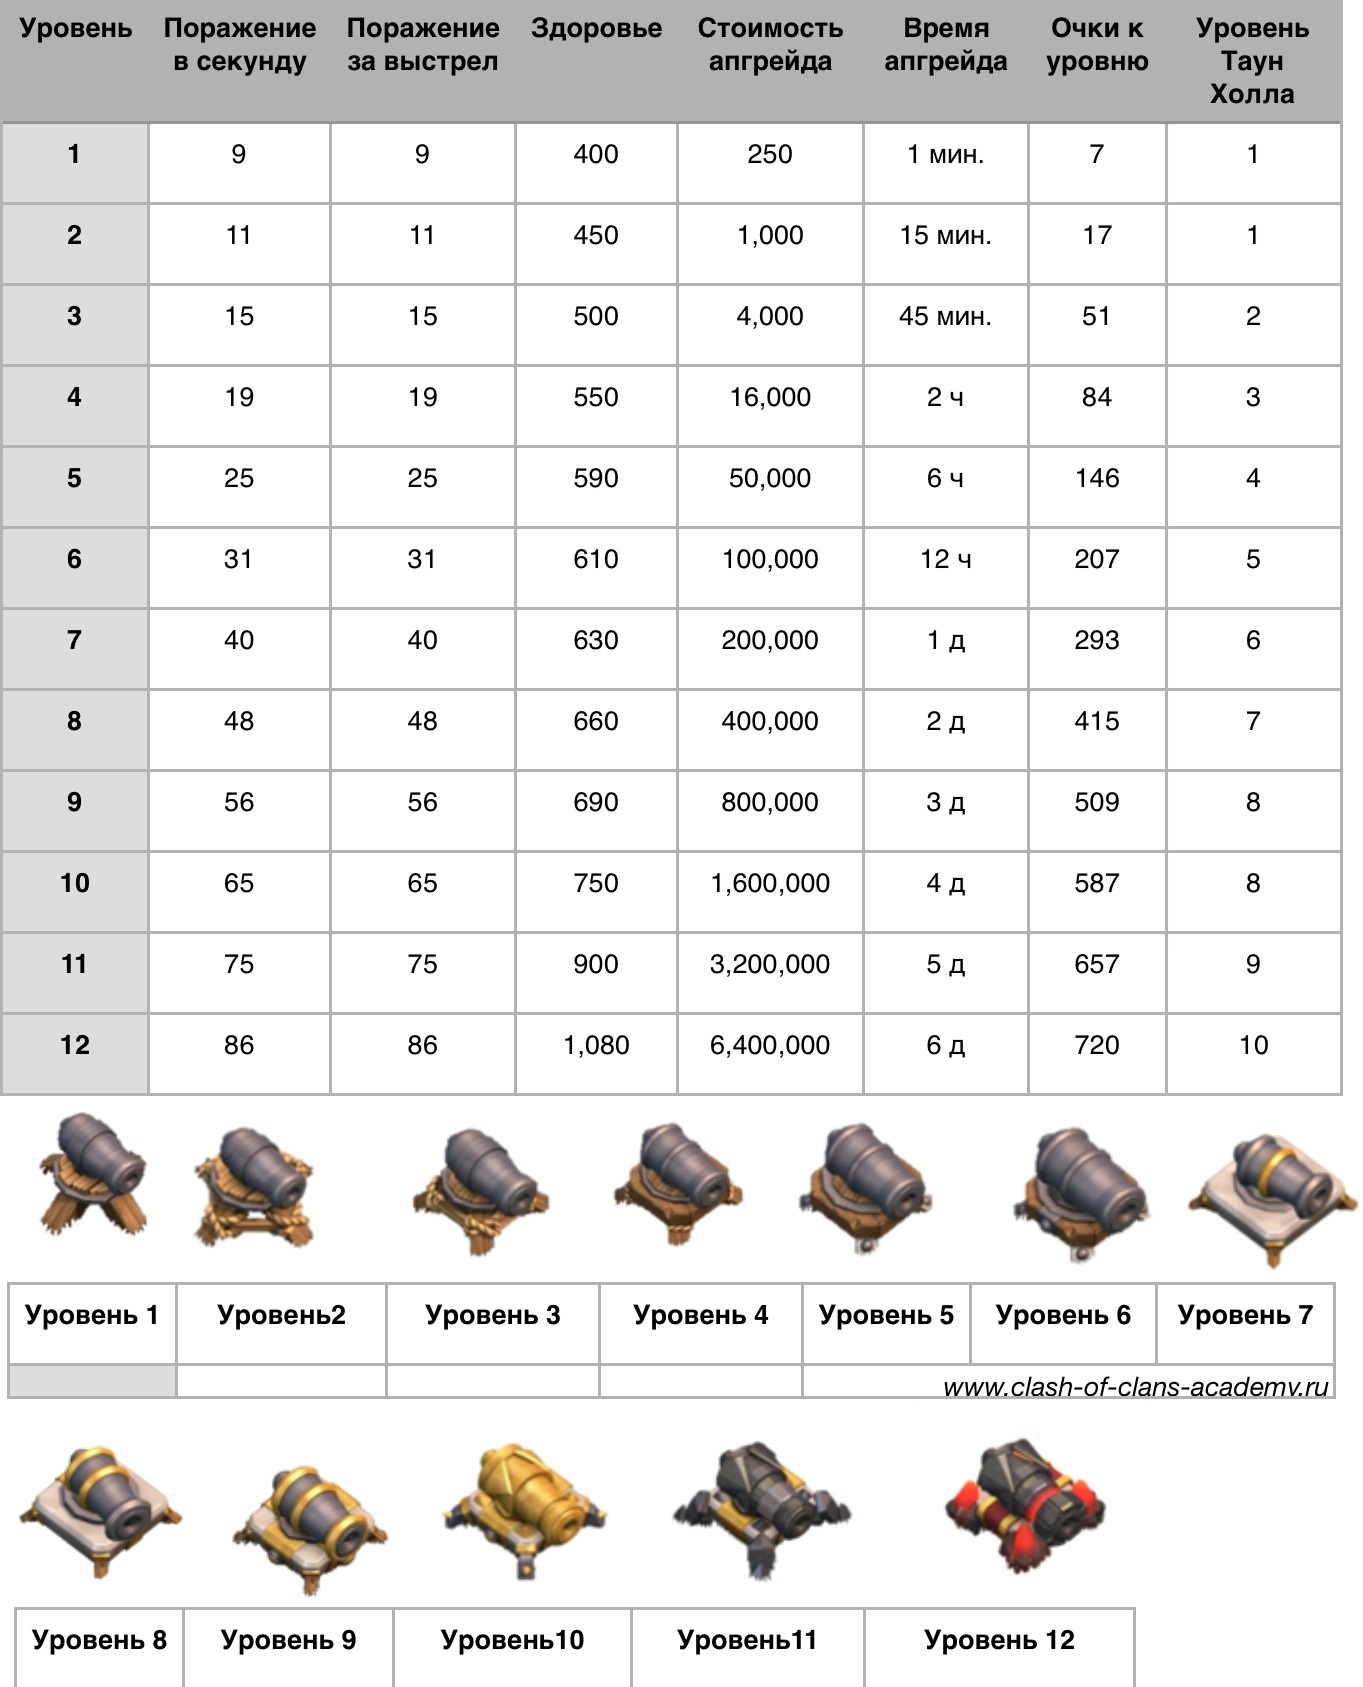 Уровень Поражение Поражение Здоровье Стоимость Время Очки к Уровень
в секунду за выстрел апгрейда апгрейда уровню Таун
Холла
1 9 9 400 250 1 мин. 7 1
2 11 11 450 1,000 15 мин. 17 1
3 15 15 500 4,000 45 мин. 51 2
4 19 19 550 16,000 2 ч 84 3
5 25 25 590 50,000 6 ч 146 4
6 31 31 610 100,000 12 ч 207 5
7 40 40 630 200,000 1 д 293 6
8 48 48 660 400,000 2 д 415 7
9 56 56 690 800,000 3 д 509 8
10 65 65 750 1,600,000 4 д 587 8
11 75 75 900 3,200,000 5 д 657 9
12 86 86 1,080 6,400,000 6 д 720 10
Уровень 1 Уровень2 Уровень 3 Уровень 4 Уровень 5 Уровень 6 Уровень 7
www.clash-of-clans-academy.ru
Уровень 8 Уровень 9 Уровень10 Уровень11 Уровень 12